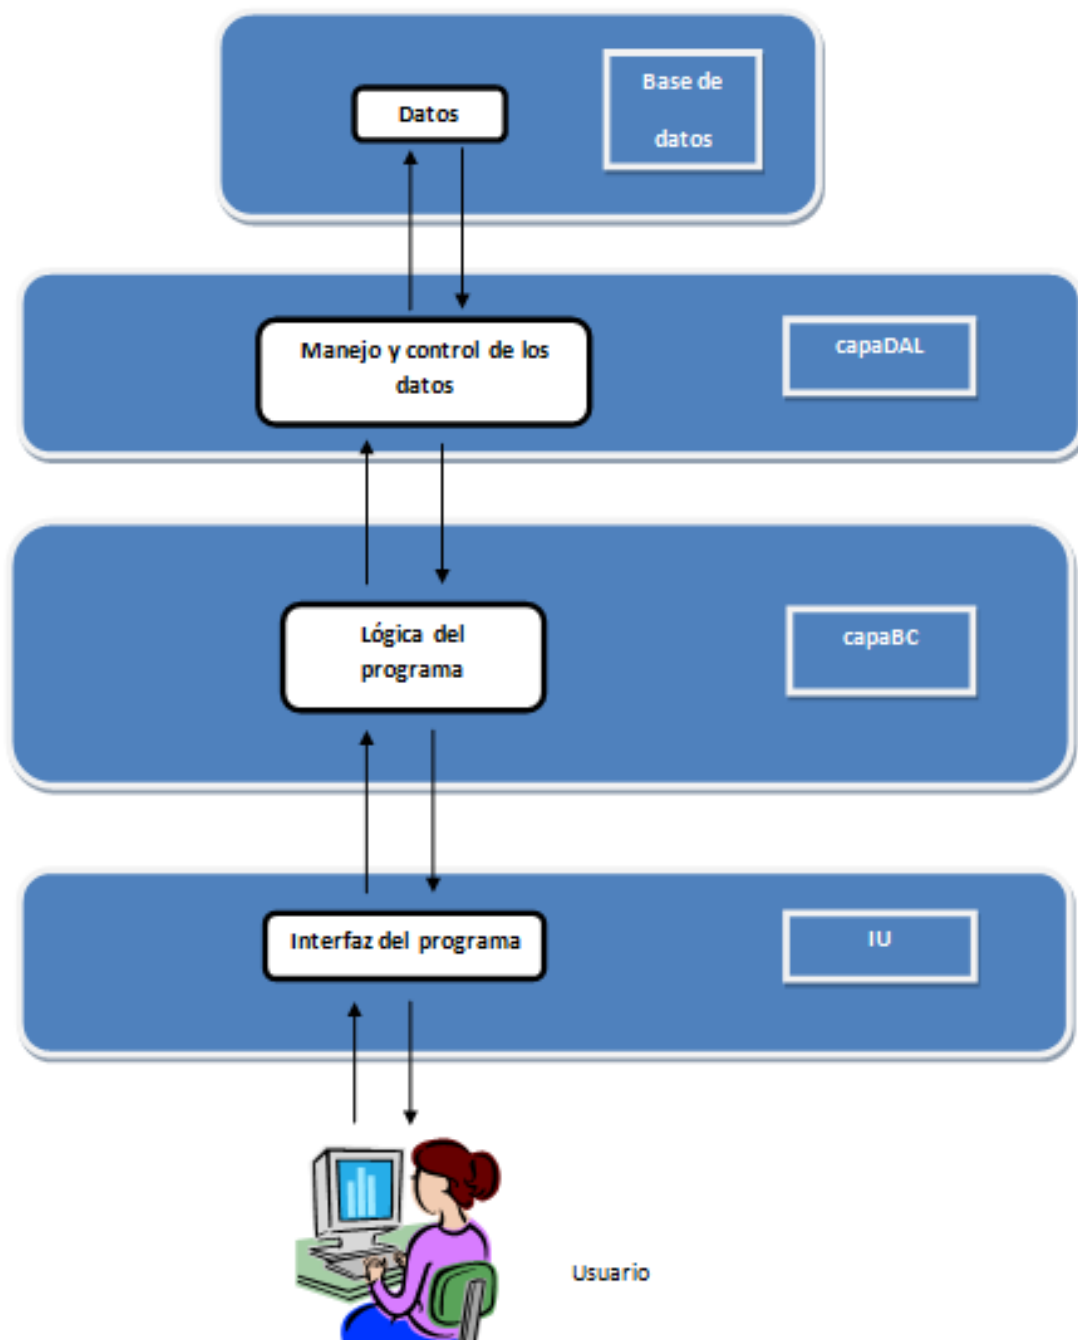 Datos
Base de
datos
Manejo y control de los
datos
capaDAL
Lógica del
programa
capaBC
Interfaz del programa
IU
Usuario